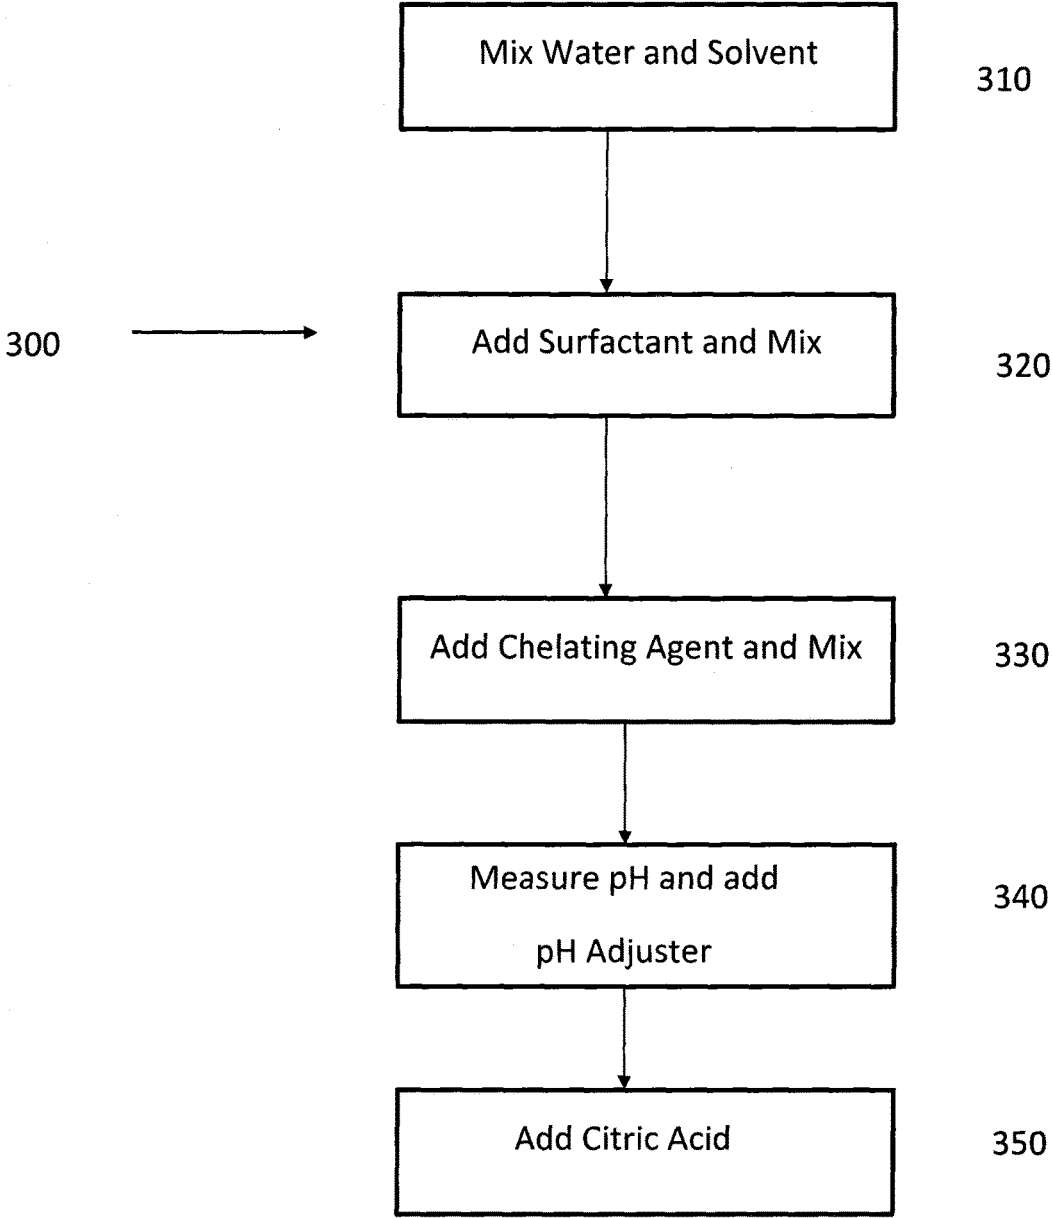 Mix Water and Solvent
310
300
Add Surfactant and Mix
320
Add Chelating Agent and Mix
330
Measure pH and add
pH Adjuster
340
Add Citric Acid
350